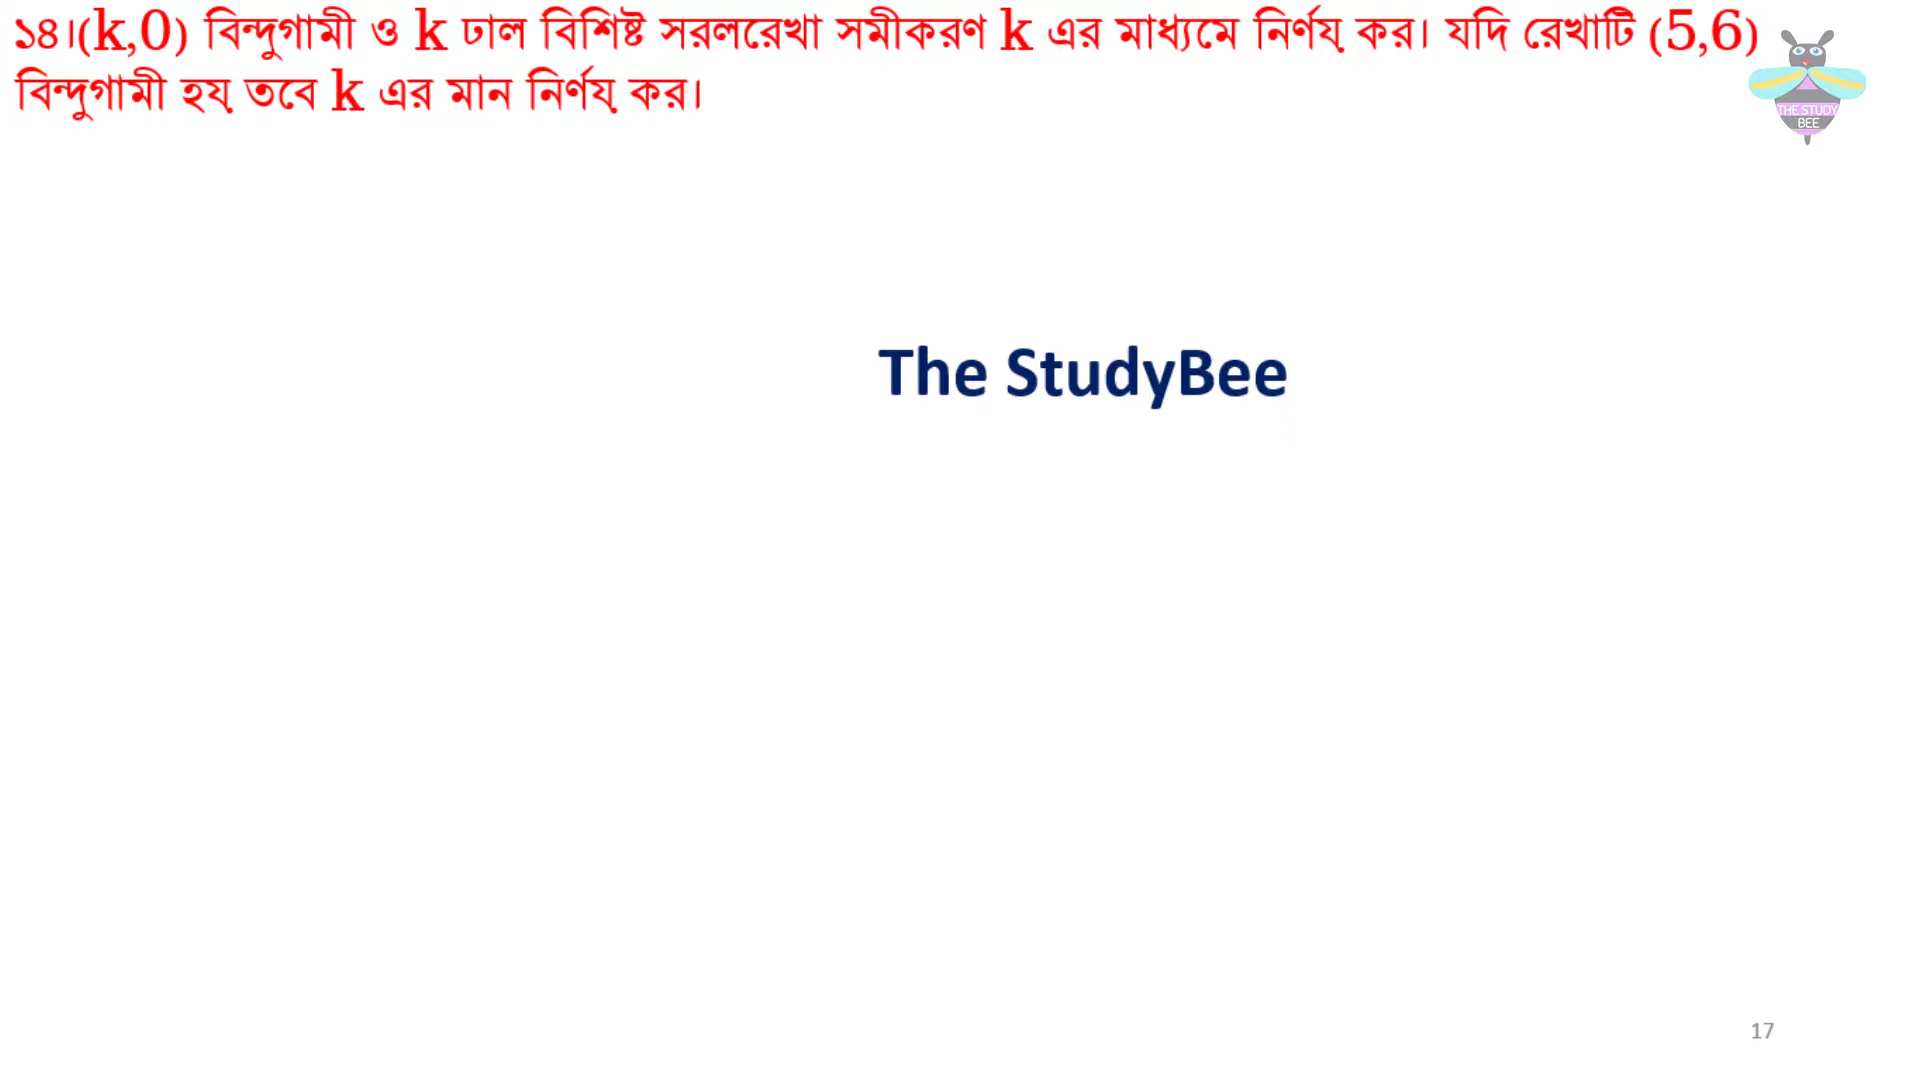 ১৪।(k,0) বিন্দুগামী ও k ঢাল বিশিষ্ট সরলরেখা সমীকরণ k এর মাধ্যমে নির্ণয় কর। যদি রেখাটি (5,6)
বিন্দুগামী হয় তবে k এর মান নির্ণয় কর।
THE STUDY
BEE
The StudyBee
17